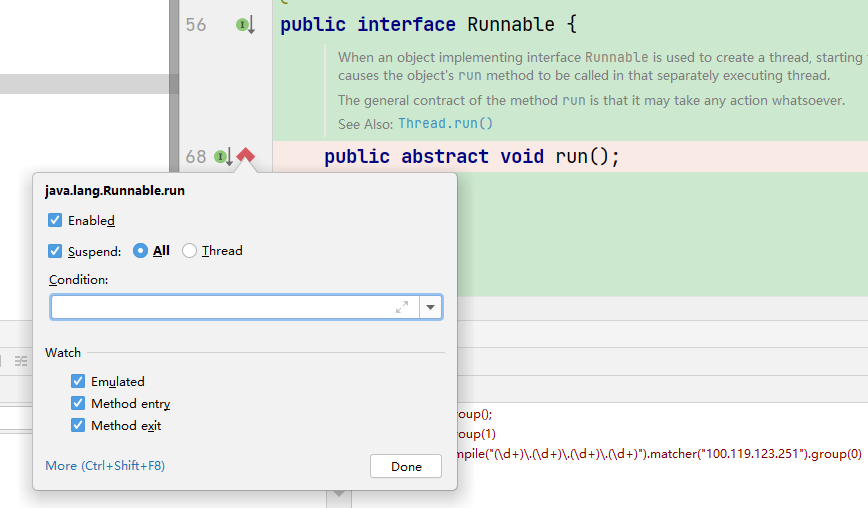 56 public interface Runnable {
When an object implementing interface Runnable is used to create a thread, starting
causes the object's run method to be called in that separately executing thread.
The general contract of the method run is that it may take any action whatsoever.
See Also: Thread.run()
68 public abstract void run();
java.lang.Runnable.run
Enabled
Suspend: All Thread
Condition:
Watch
Emulated
Method entry
Method exit
More (Ctrl+Shift+F8) Done
oup();
oup(1)
mpile("(\d+)\.(\d+)\.(\d+)\.(\d+)").matcher("100.119.123.251").group(0)